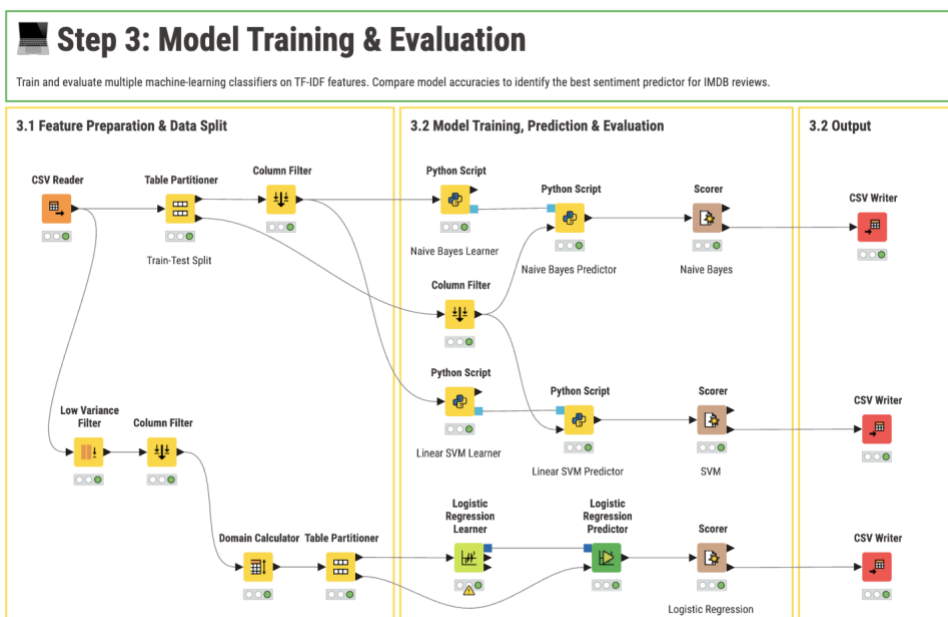 Step 3: Model Training & Evaluation
Train and evaluate multiple machine-learning classifiers on TF-IDF features. Compare model accuracies to identify the best sentiment predictor for IMDB reviews.
3.1 Feature Preparation & Data Split
CSV Reader
Table Partitioner
Train-Test Split
Column Filter
Low Variance
Filter
Column Filter
Domain Calculator
Table Partitioner
3.2 Model Training, Prediction & Evaluation
Python Script
Naive Bayes Learner
Python Script
Naive Bayes Predictor
Scorer
Naive Bayes
Column Filter
Python Script
Linear SVM Learner
Python Script
Linear SVM Predictor
Scorer
SVM
Logistic
Regression
Learner
Logistic
Regression
Predictor
Scorer
Logistic Regression
3.2 Output
CSV Writer
CSV Writer
CSV Writer